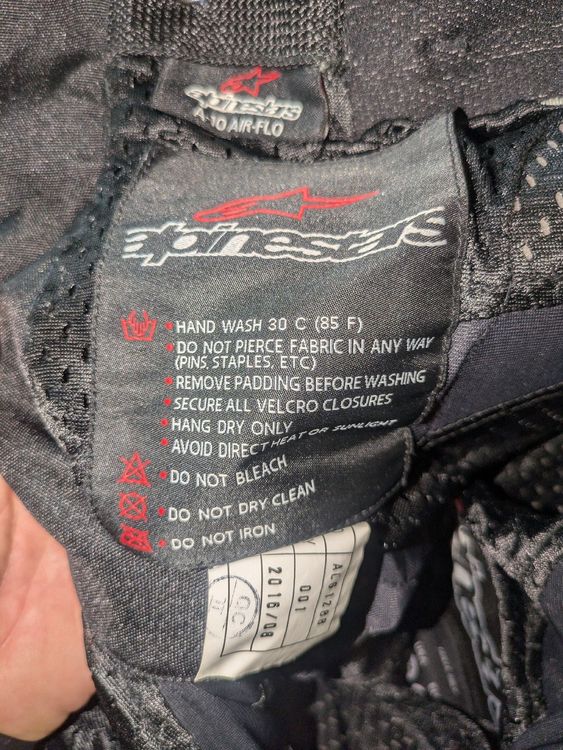 alpinestars
A-10 AIR-FLO
alpinestars
HAND WASH 30 C (85 F)
DO NOT PIERCE FABRIC IN ANY WAY
(PINS, STAPLES, ETC)
REMOVE PADDING BEFORE WASHING
SECURE ALL VELCRO CLOSURES
HANG DRY ONLY
AVOID DIRECT HEAT OR SUNLIGHT
DO NOT BLEACH
DO NOT DRY CLEAN
DO NOT IRON
ALS1288
001
2016/08
QC